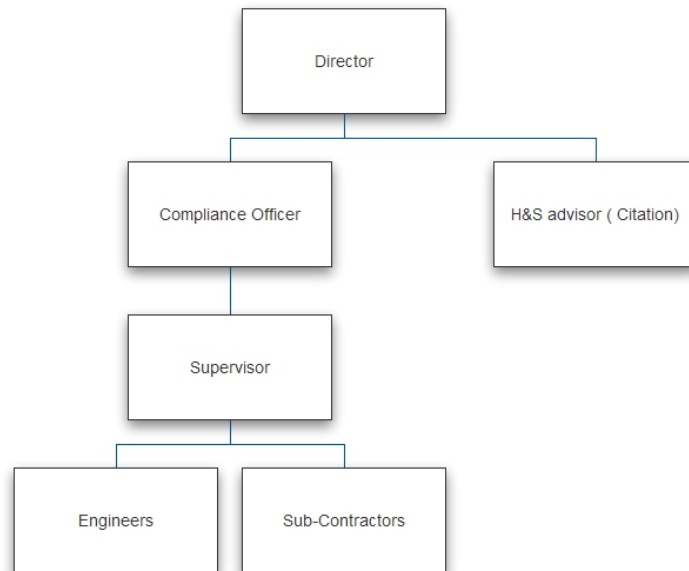 Director
Compliance Officer
H&S advisor ( Citation)
Supervisor
Engineers
Sub-Contractors